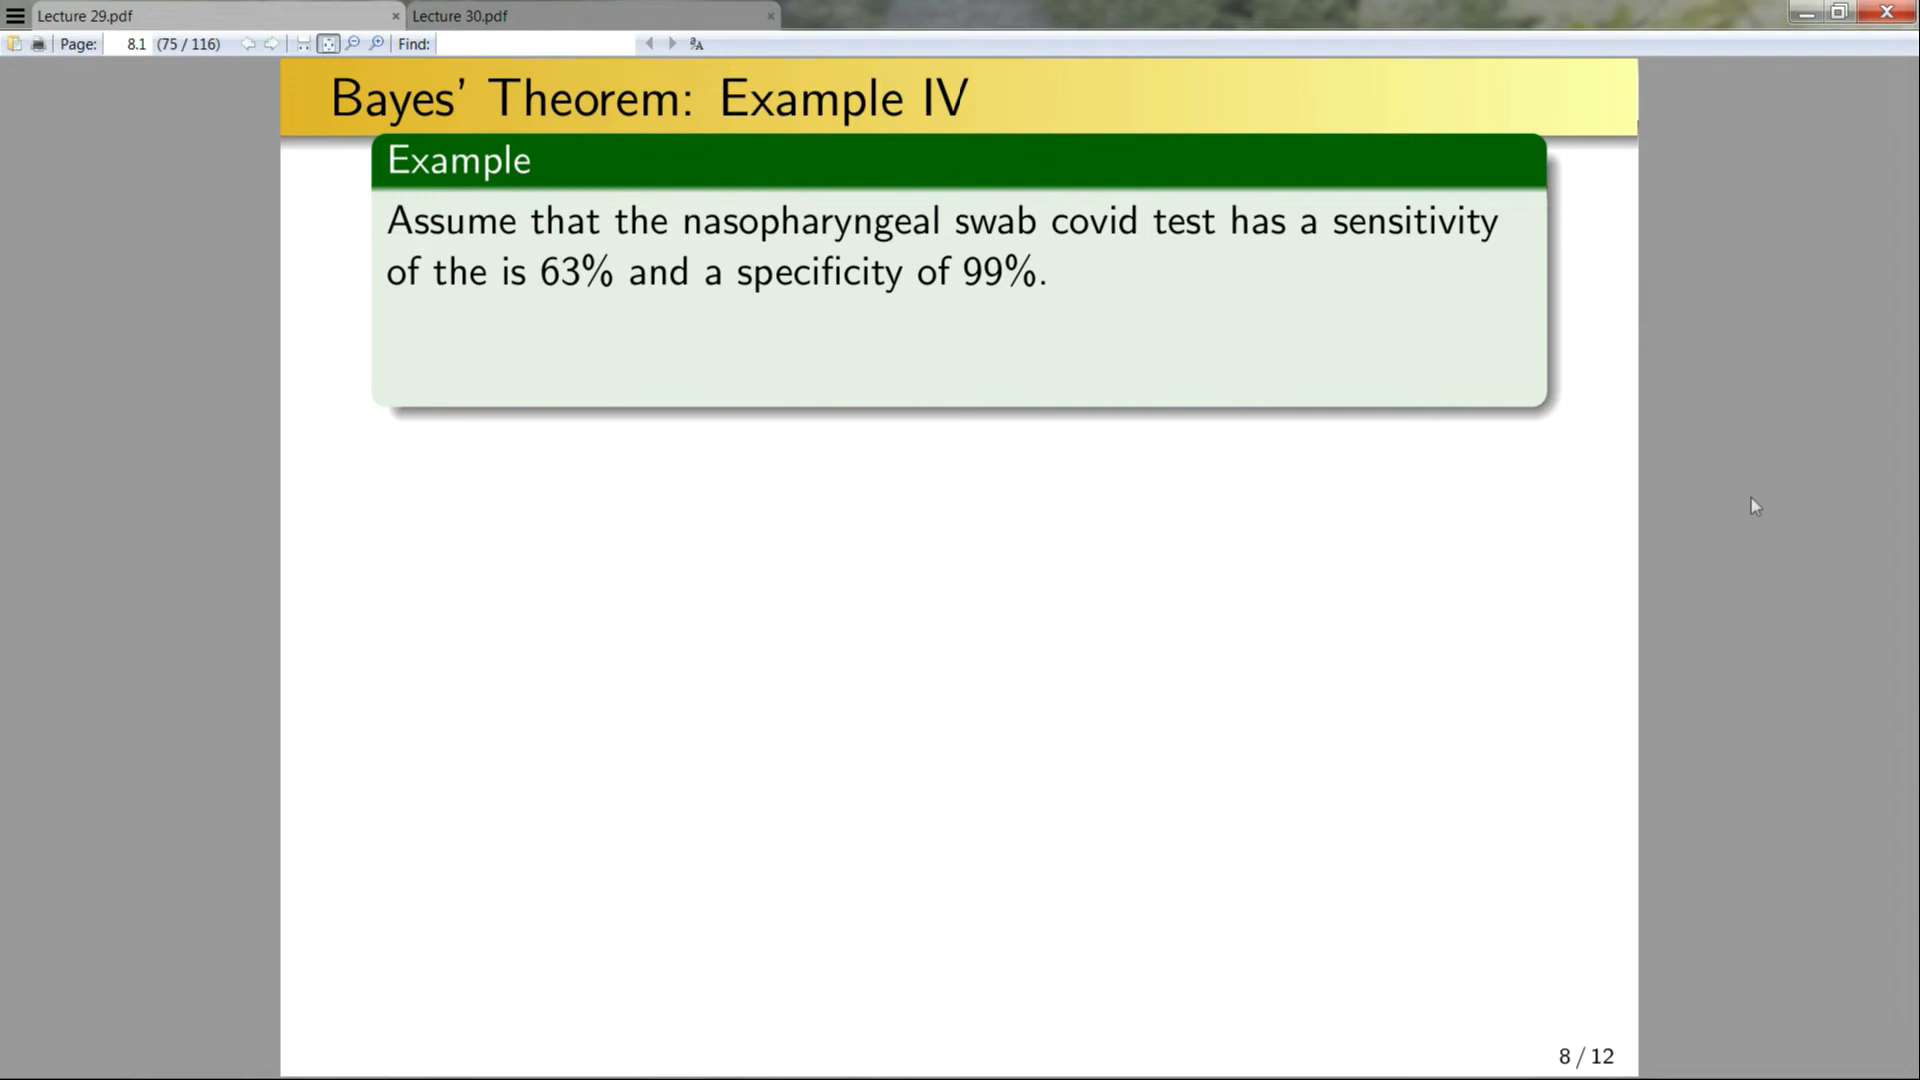 Lecture 29.pdf
Lecture 30.pdf
Page: 8.1 (75 / 116) Find:
Bayes' Theorem: Example IV
Example
Assume that the nasopharyngeal swab covid test has a sensitivity
of the is 63% and a specificity of 99%.
8 / 12